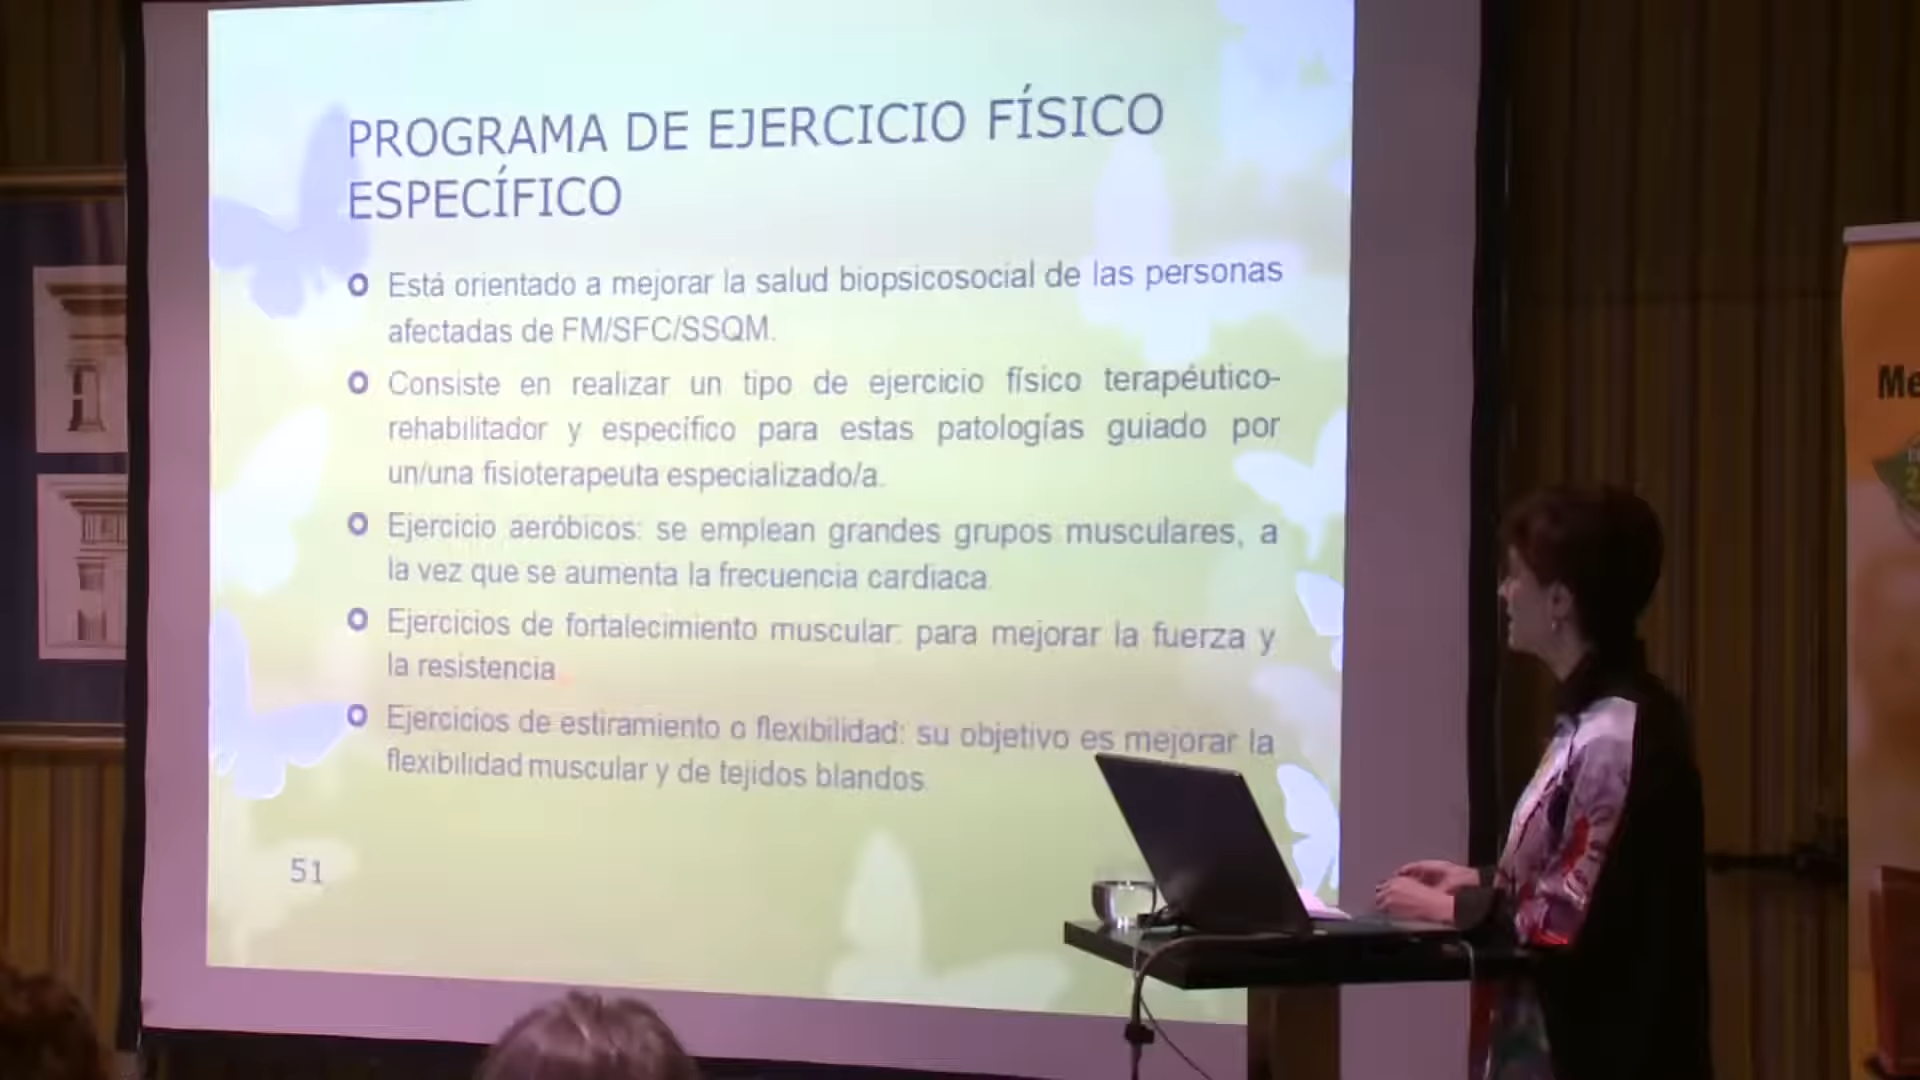 PROGRAMA DE EJERCICIO FÍSICO
ESPECÍFICO
Está orientado a mejorar la salud biopsicosocial de las personas
afectadas de FM/SFC/SSQM.
Consiste en realizar un tipo de ejercicio físico terapéutico-
rehabilitador y específico para estas patologías guiado por
un/una fisioterapeuta especializado/a.
Ejercicio aeróbicos: se emplean grandes grupos musculares, a
la vez que se aumenta la frecuencia cardiaca.
Ejercicios de fortalecimiento muscular: para mejorar la fuerza y
la resistencia
Ejercicios de estiramiento o flexibilidad: su objetivo es mejorar la
flexibilidad muscular y de tejidos blandos.
51
Me